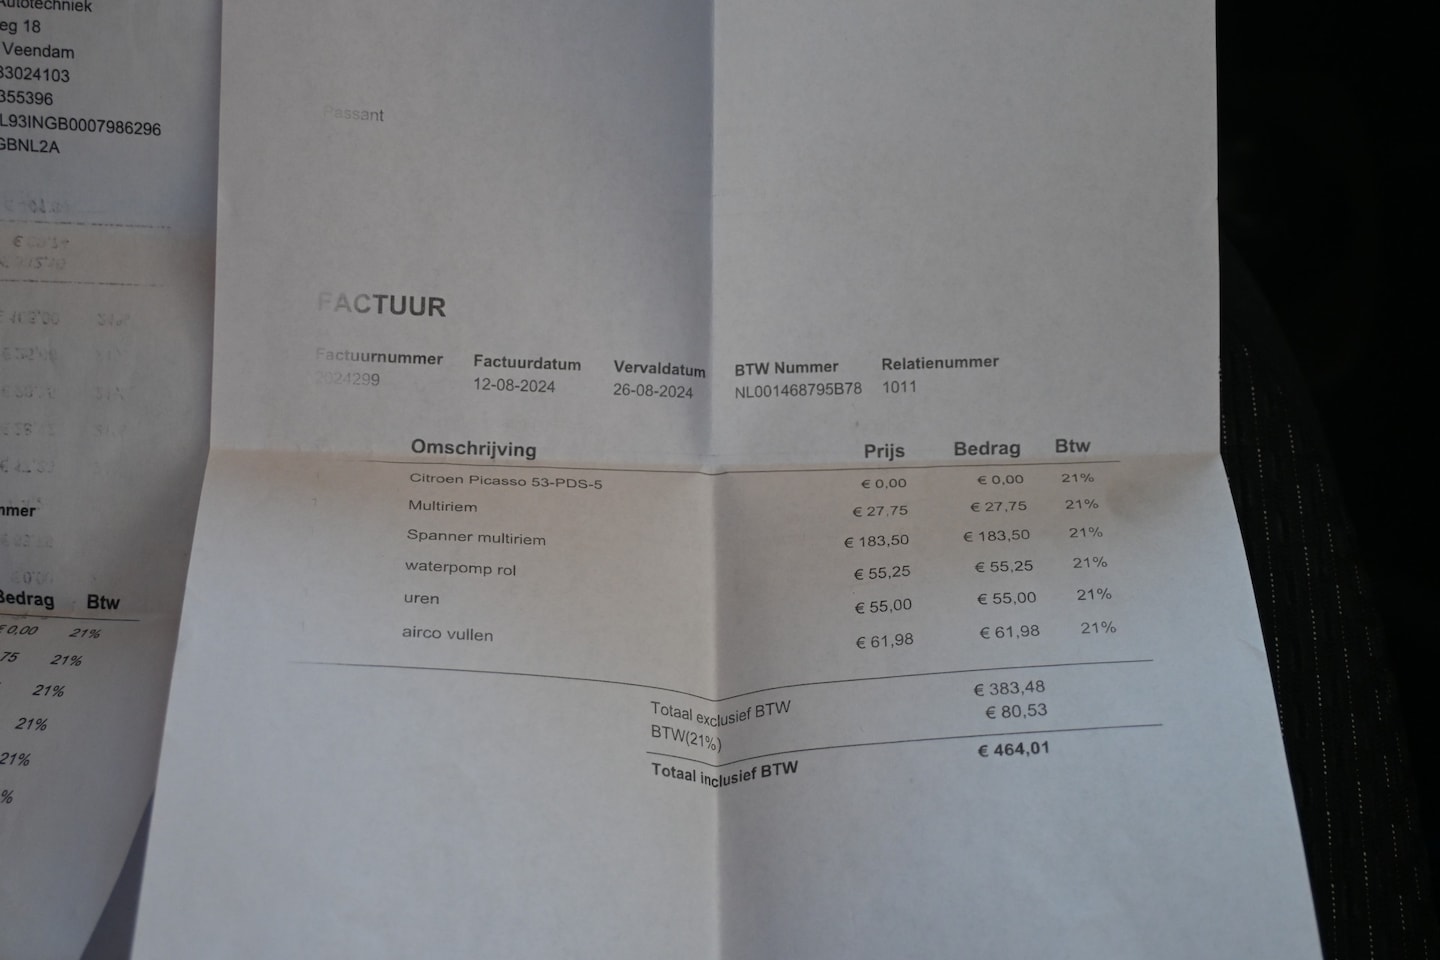 Autotechniek
eg 18
Veendam
83024103
355396
L93INGB0007986296
GBNL2A
mmer
Bedrag Btw
€ 0,00 21%
75 21%
21%
21%
21%
%
Passant
FACTUUR
Factuurnummer Factuurdatum Vervaldatum BTW Nummer Relatienummer
2024299 12-08-2024 26-08-2024 NL001468795B78 1011
Omschrijving Prijs Bedrag Btw
Citroen Picasso 53-PDS-5 € 0,00 € 0,00 21%
Multiriem € 27,75 € 27,75 21%
Spanner multiriem € 183,50 € 183,50 21%
waterpomp rol € 55,25 € 55,25 21%
uren € 55,00 € 55,00 21%
airco vullen € 61,98 € 61,98 21%
Totaal exclusief BTW € 383,48
BTW(21%) € 80,53
Totaal inclusief BTW € 464,01